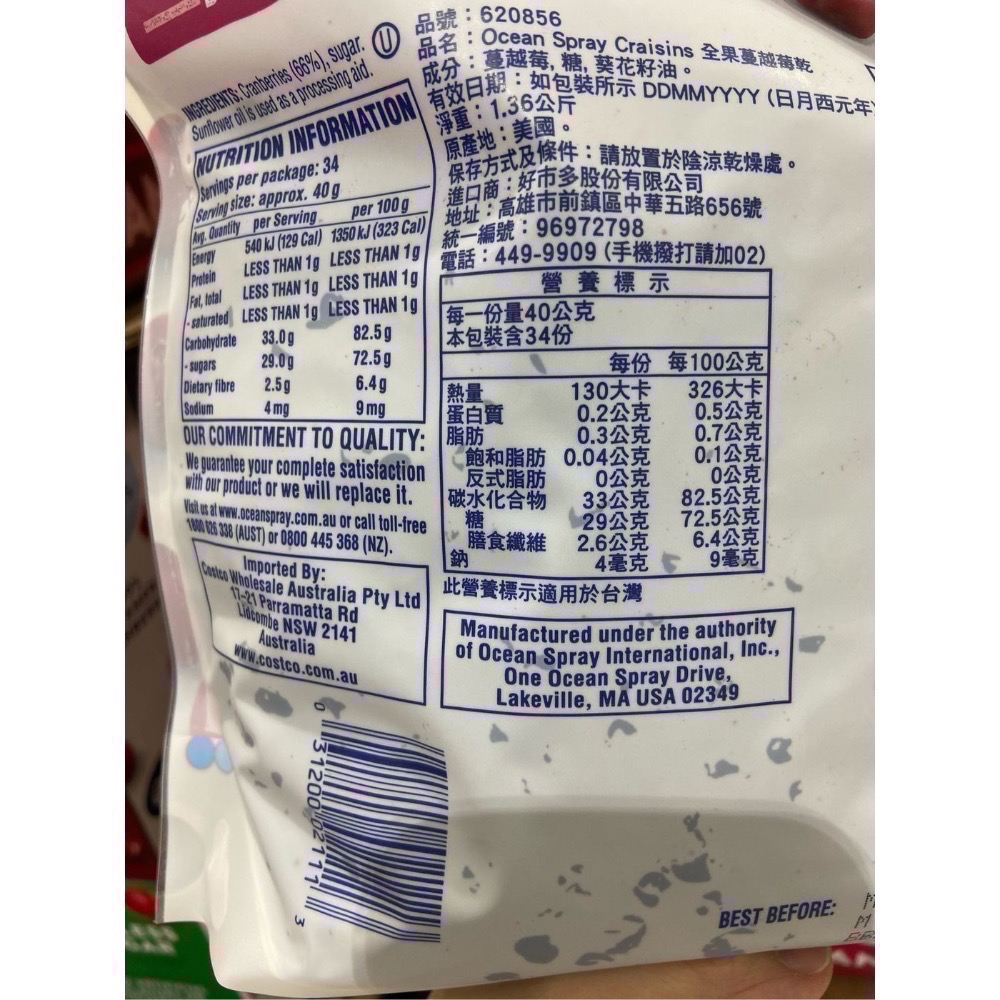 INGREDIENTS: Cranberries (66%), sugar.
Sunflower oil is used as a processing aid.
U
NUTRITION INFORMATION
Servings per package: 34
Serving size: approx. 40 g
Avg. Quantity per Serving per 100 g
Energy 540 kJ (129 Cal) 1350 kJ (323 Cal)
Protein LESS THAN 1g LESS THAN 1g
Fat, total LESS THAN 1g LESS THAN 1g
- saturated LESS THAN 1g LESS THAN 1g
Carbohydrate 33.0 g 82.5 g
- sugars 29.0 g 72.5 g
Dietary fibre 2.5 g 6.4 g
Sodium 4 mg 9 mg
OUR COMMITMENT TO QUALITY:
We guarantee your complete satisfaction
with our product or we will replace it.
Visit us at www.oceanspray.com.au or call toll-free
1800 026 338 (AUST) or 0800 445 368 (NZ).
Imported By:
Costco Wholesale Australia Pty Ltd
17-21 Parramatta Rd
Lidcombe NSW 2141
Australia
www.costco.com.au
0 31200 02111 3
品號：620856
品名：Ocean Spray Craisins 全果蔓越莓乾
成分：蔓越莓, 糖, 葵花籽油。
有效日期：如包裝所示 DDMMYYYY (日月西元年)
淨重：1.36公斤
原產地：美國。
保存方式及條件：請放置於陰涼乾燥處。
進口商：好市多股份有限公司
地址：高雄市前鎮區中華五路656號
統一編號：96972798
電話：449-9909 (手機撥打請加02)
營養標示
每一份量40公克
本包裝含34份
每份 每100公克
熱量 130大卡 326大卡
蛋白質 0.2公克 0.5公克
脂肪 0.3公克 0.7公克
飽和脂肪 0.04公克 0.1公克
反式脂肪 0公克 0公克
碳水化合物 33公克 82.5公克
糖 29公克 72.5公克
膳食纖維 2.6公克 6.4公克
鈉 4毫克 9毫克
此營養標示適用於台灣
Manufactured under the authority
of Ocean Spray International, Inc.,
One Ocean Spray Drive,
Lakeville, MA USA 02349
BEST BEFORE: